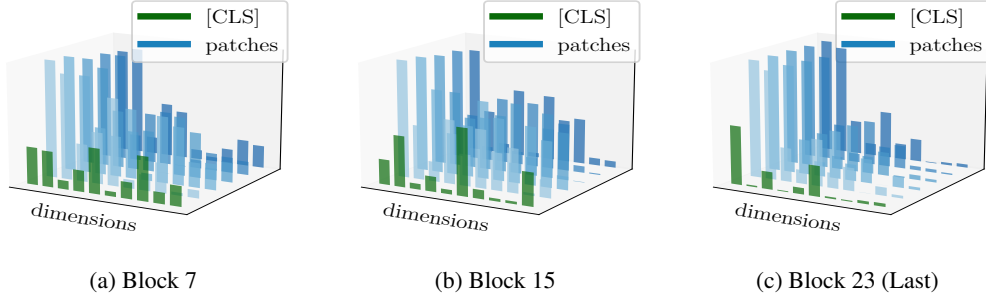 [CLS]
patches
dimensions
(a) Block 7
[CLS]
patches
dimensions
(b) Block 15
[CLS]
patches
dimensions
(c) Block 23 (Last)